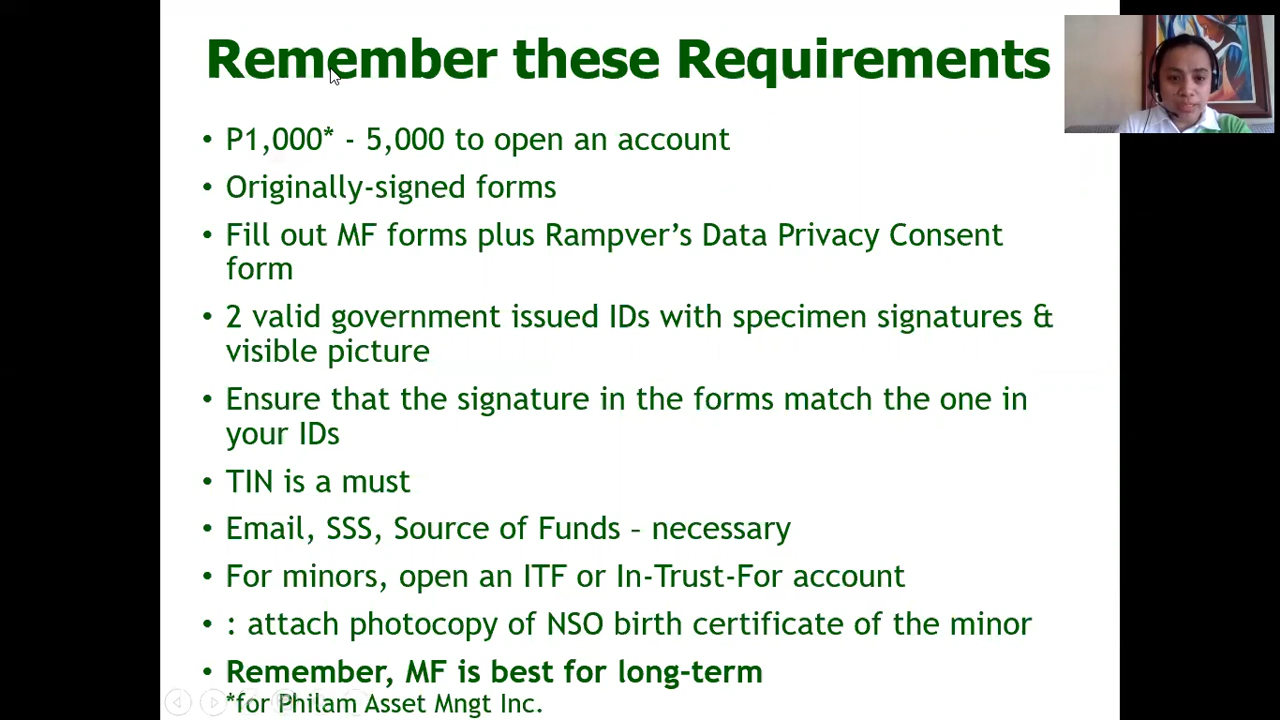 Remember these Requirements
• P1,000* - 5,000 to open an account
• Originally-signed forms
• Fill out MF forms plus Rampver’s Data Privacy Consent
form
• 2 valid government issued IDs with specimen signatures &
visible picture
• Ensure that the signature in the forms match the one in
your IDs
• TIN is a must
• Email, SSS, Source of Funds – necessary
• For minors, open an ITF or In-Trust-For account
• : attach photocopy of NSO birth certificate of the minor
• Remember, MF is best for long-term
*for Philam Asset Mngt Inc.